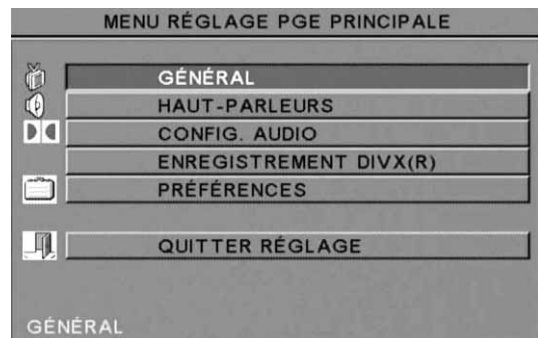 MENU RÉGLAGE PGE PRINCIPALE
GÉNÉRAL
HAUT-PARLEURS
CONFIG. AUDIO
ENREGISTREMENT DIVX(R)
PRÉFÉRENCES
QUITTER RÉGLAGE
GÉNÉRAL